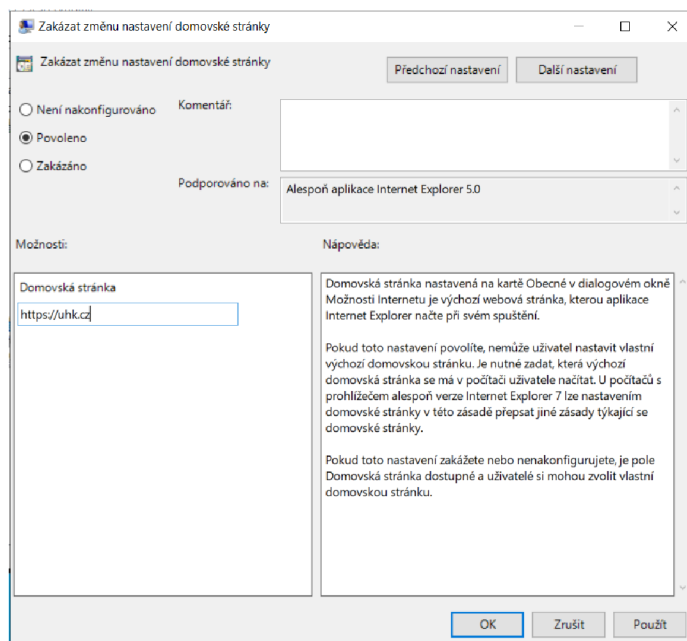 Zakázat změnu nastavení domovské stránky
Zakázat změnu nastavení domovské stránky
Předchozí nastavení
Další nastavení
Není nakonfigurováno
Komentář:
Povoleno
Zakázáno
Podporováno na:
Alespoň aplikace Internet Explorer 5.0
Možnosti:
Nápověda:
Domovská stránka
https://uhk.cz
Domovská stránka nastavená na kartě Obecné v dialogovém okně
Možnosti Internetu je výchozí webová stránka, kterou aplikace
Internet Explorer načte při svém spuštění.
Pokud toto nastavení povolíte, nemůže uživatel nastavit vlastní
výchozí domovskou stránku. Je nutné zadat, která výchozí
domovská stránka se má v počítači uživatele načítat. U počítačů s
prohlížečem alespoň verze Internet Explorer 7 lze nastavením
domovské stránky v této zásadě přepsat jiné zásady týkající se
domovské stránky.
Pokud toto nastavení zakážete nebo nenakonfigurujete, je pole
Domovská stránka dostupné a uživatelé si mohou zvolit vlastní
domovskou stránku.
OK
Zrušit
Použít